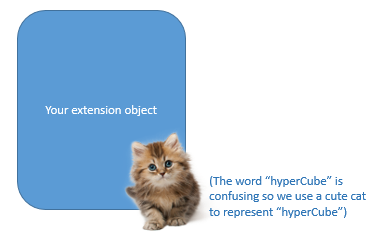 Your extension object
(The word “hyperCube” is
confusing so we use a cute cat
to represent “hyperCube”)